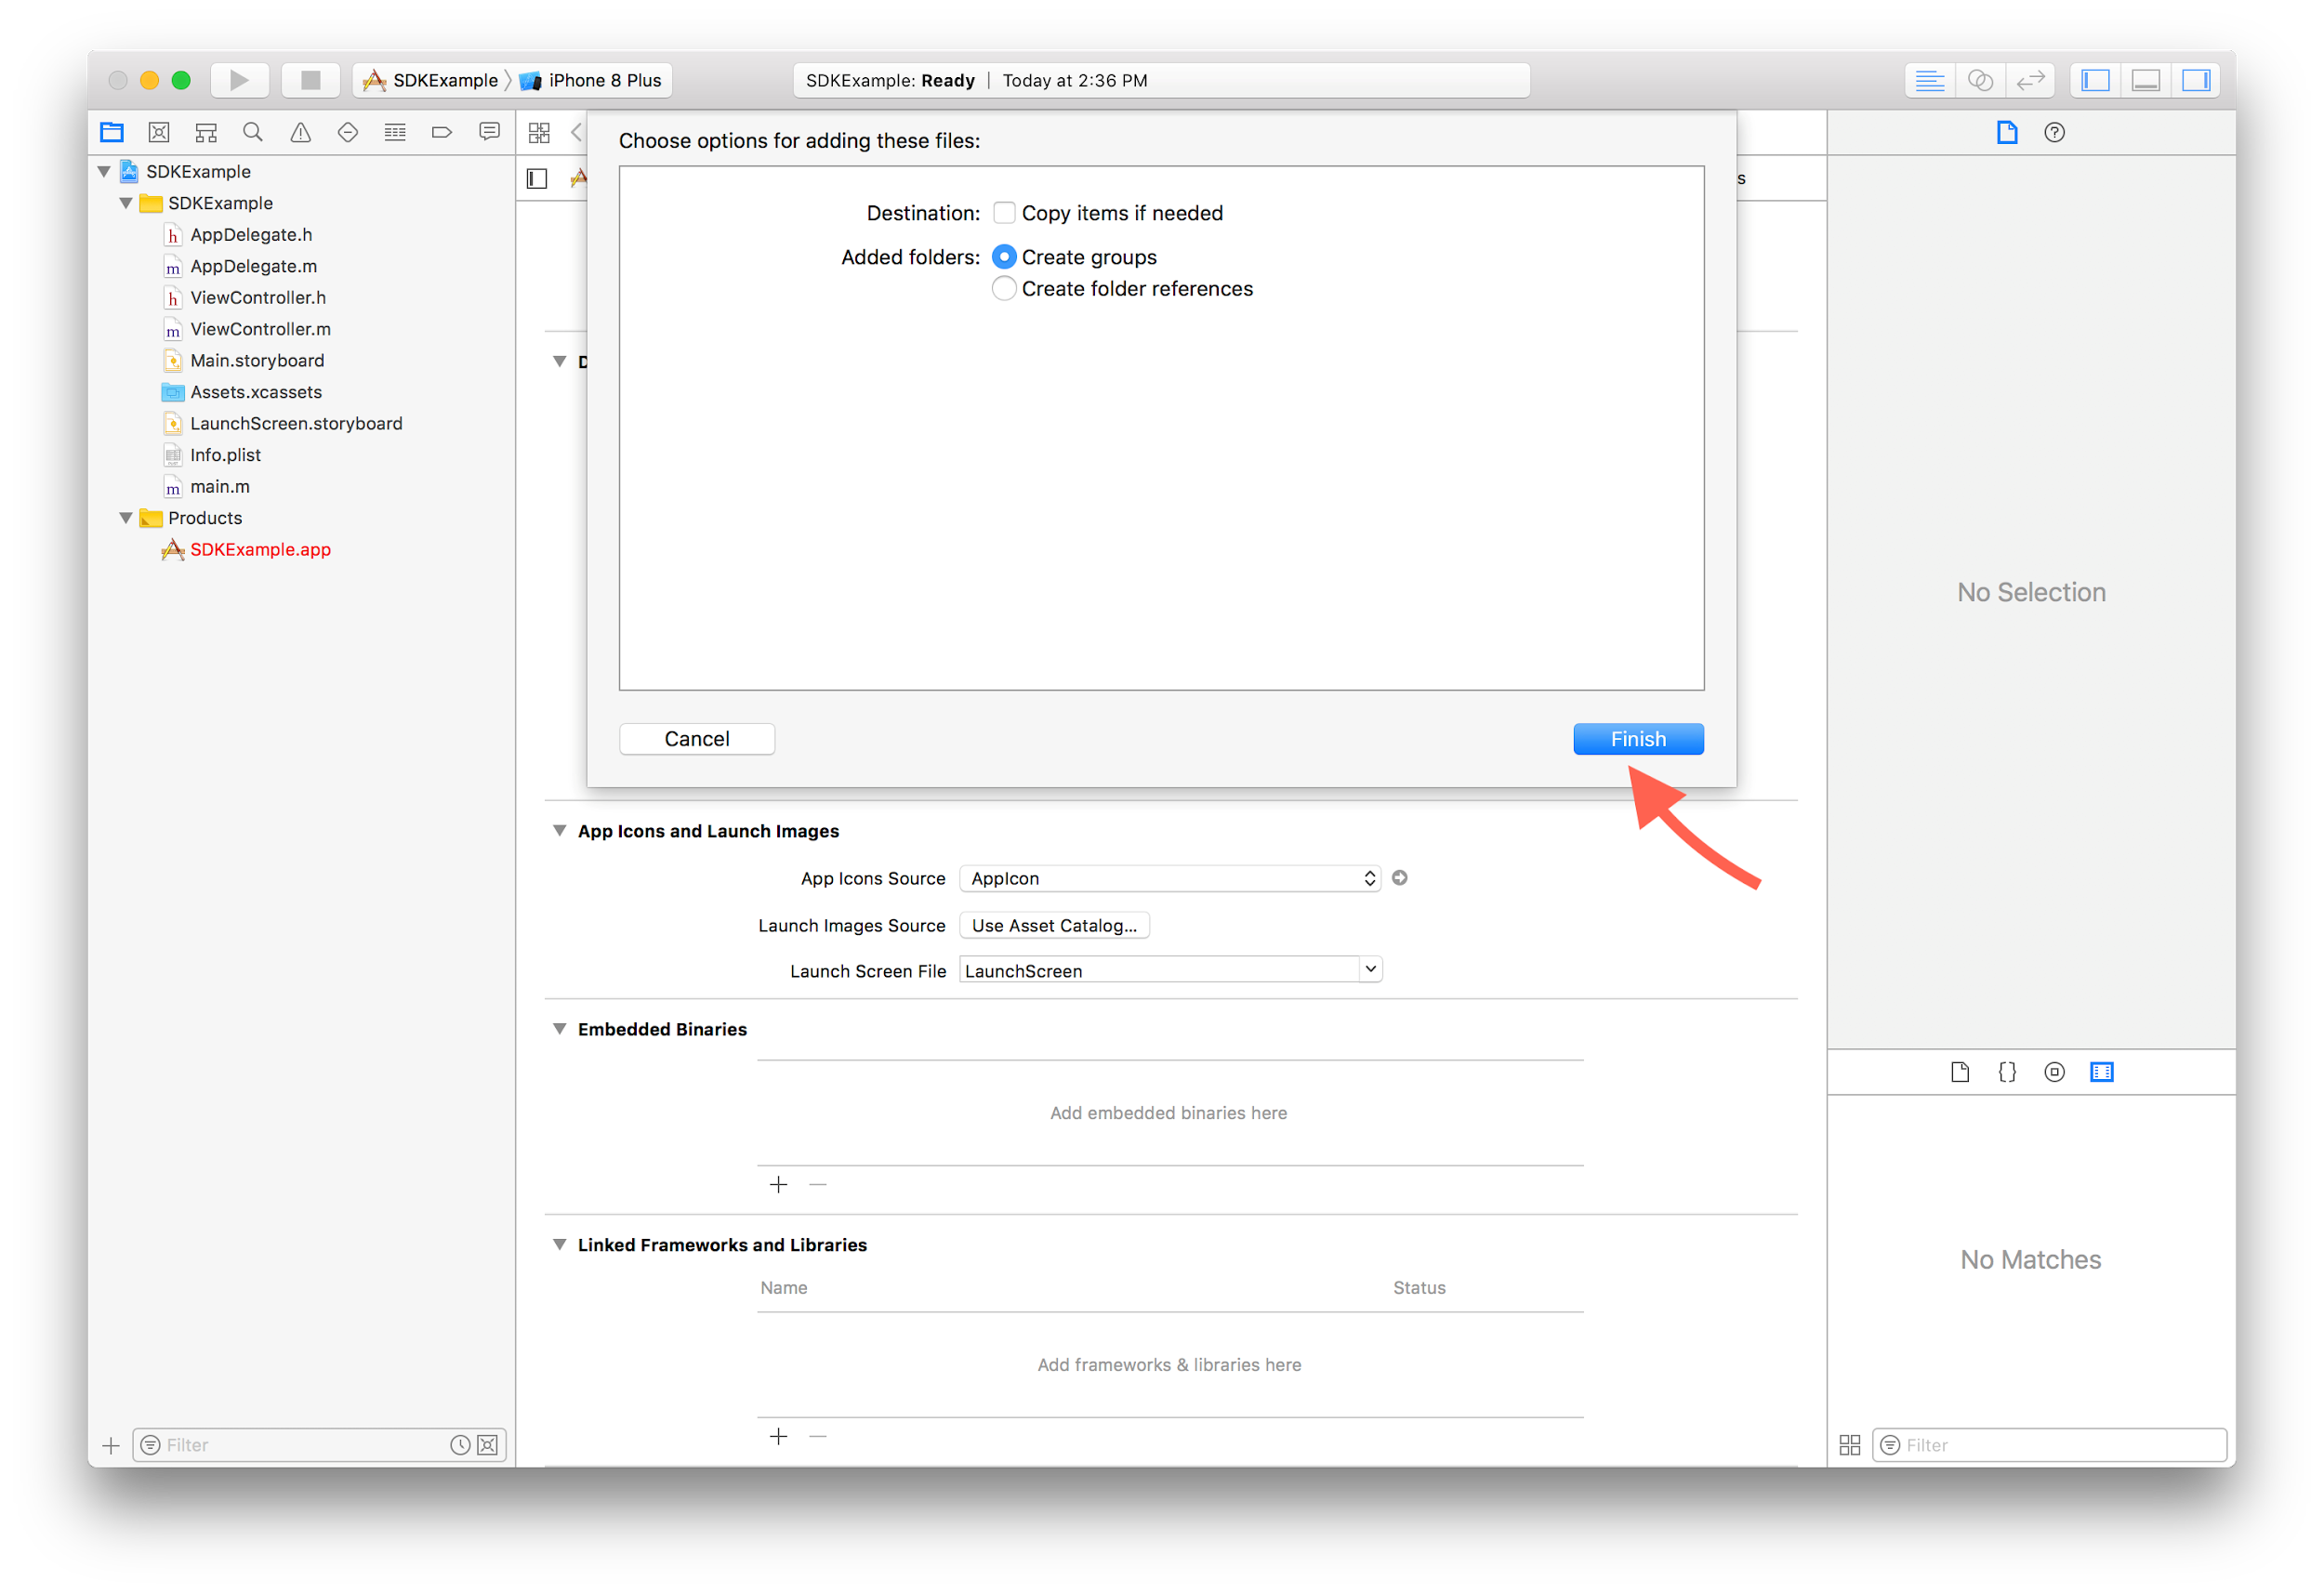 SDKExample
iPhone 8 Plus
SDKExample: Ready | Today at 2:36 PM
SDKExample
SDKExample
AppDelegate.h
AppDelegate.m
ViewController.h
ViewController.m
Main.storyboard
Assets.xcassets
LaunchScreen.storyboard
Info.plist
main.m
Products
SDKExample.app
Filter
Choose options for adding these files:
Destination: Copy items if needed
Added folders: Create groups
Create folder references
Cancel
Finish
s
D
App Icons and Launch Images
App Icons Source AppIcon
Launch Images Source Use Asset Catalog...
Launch Screen File LaunchScreen
Embedded Binaries
Add embedded binaries here
Linked Frameworks and Libraries
Name Status
Add frameworks & libraries here
No Selection
No Matches
Filter